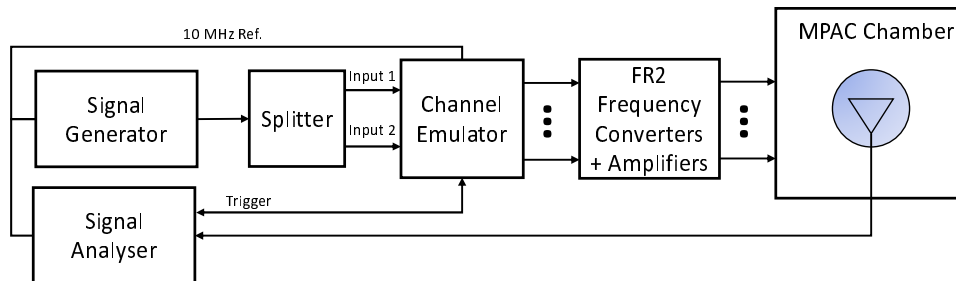 10 MHz Ref.
MPAC Chamber
Signal
Generator
Splitter
Input 1
Input 2
Channel
Emulator
FR2
Frequency
Converters
+ Amplifiers
Trigger
Signal
Analyser